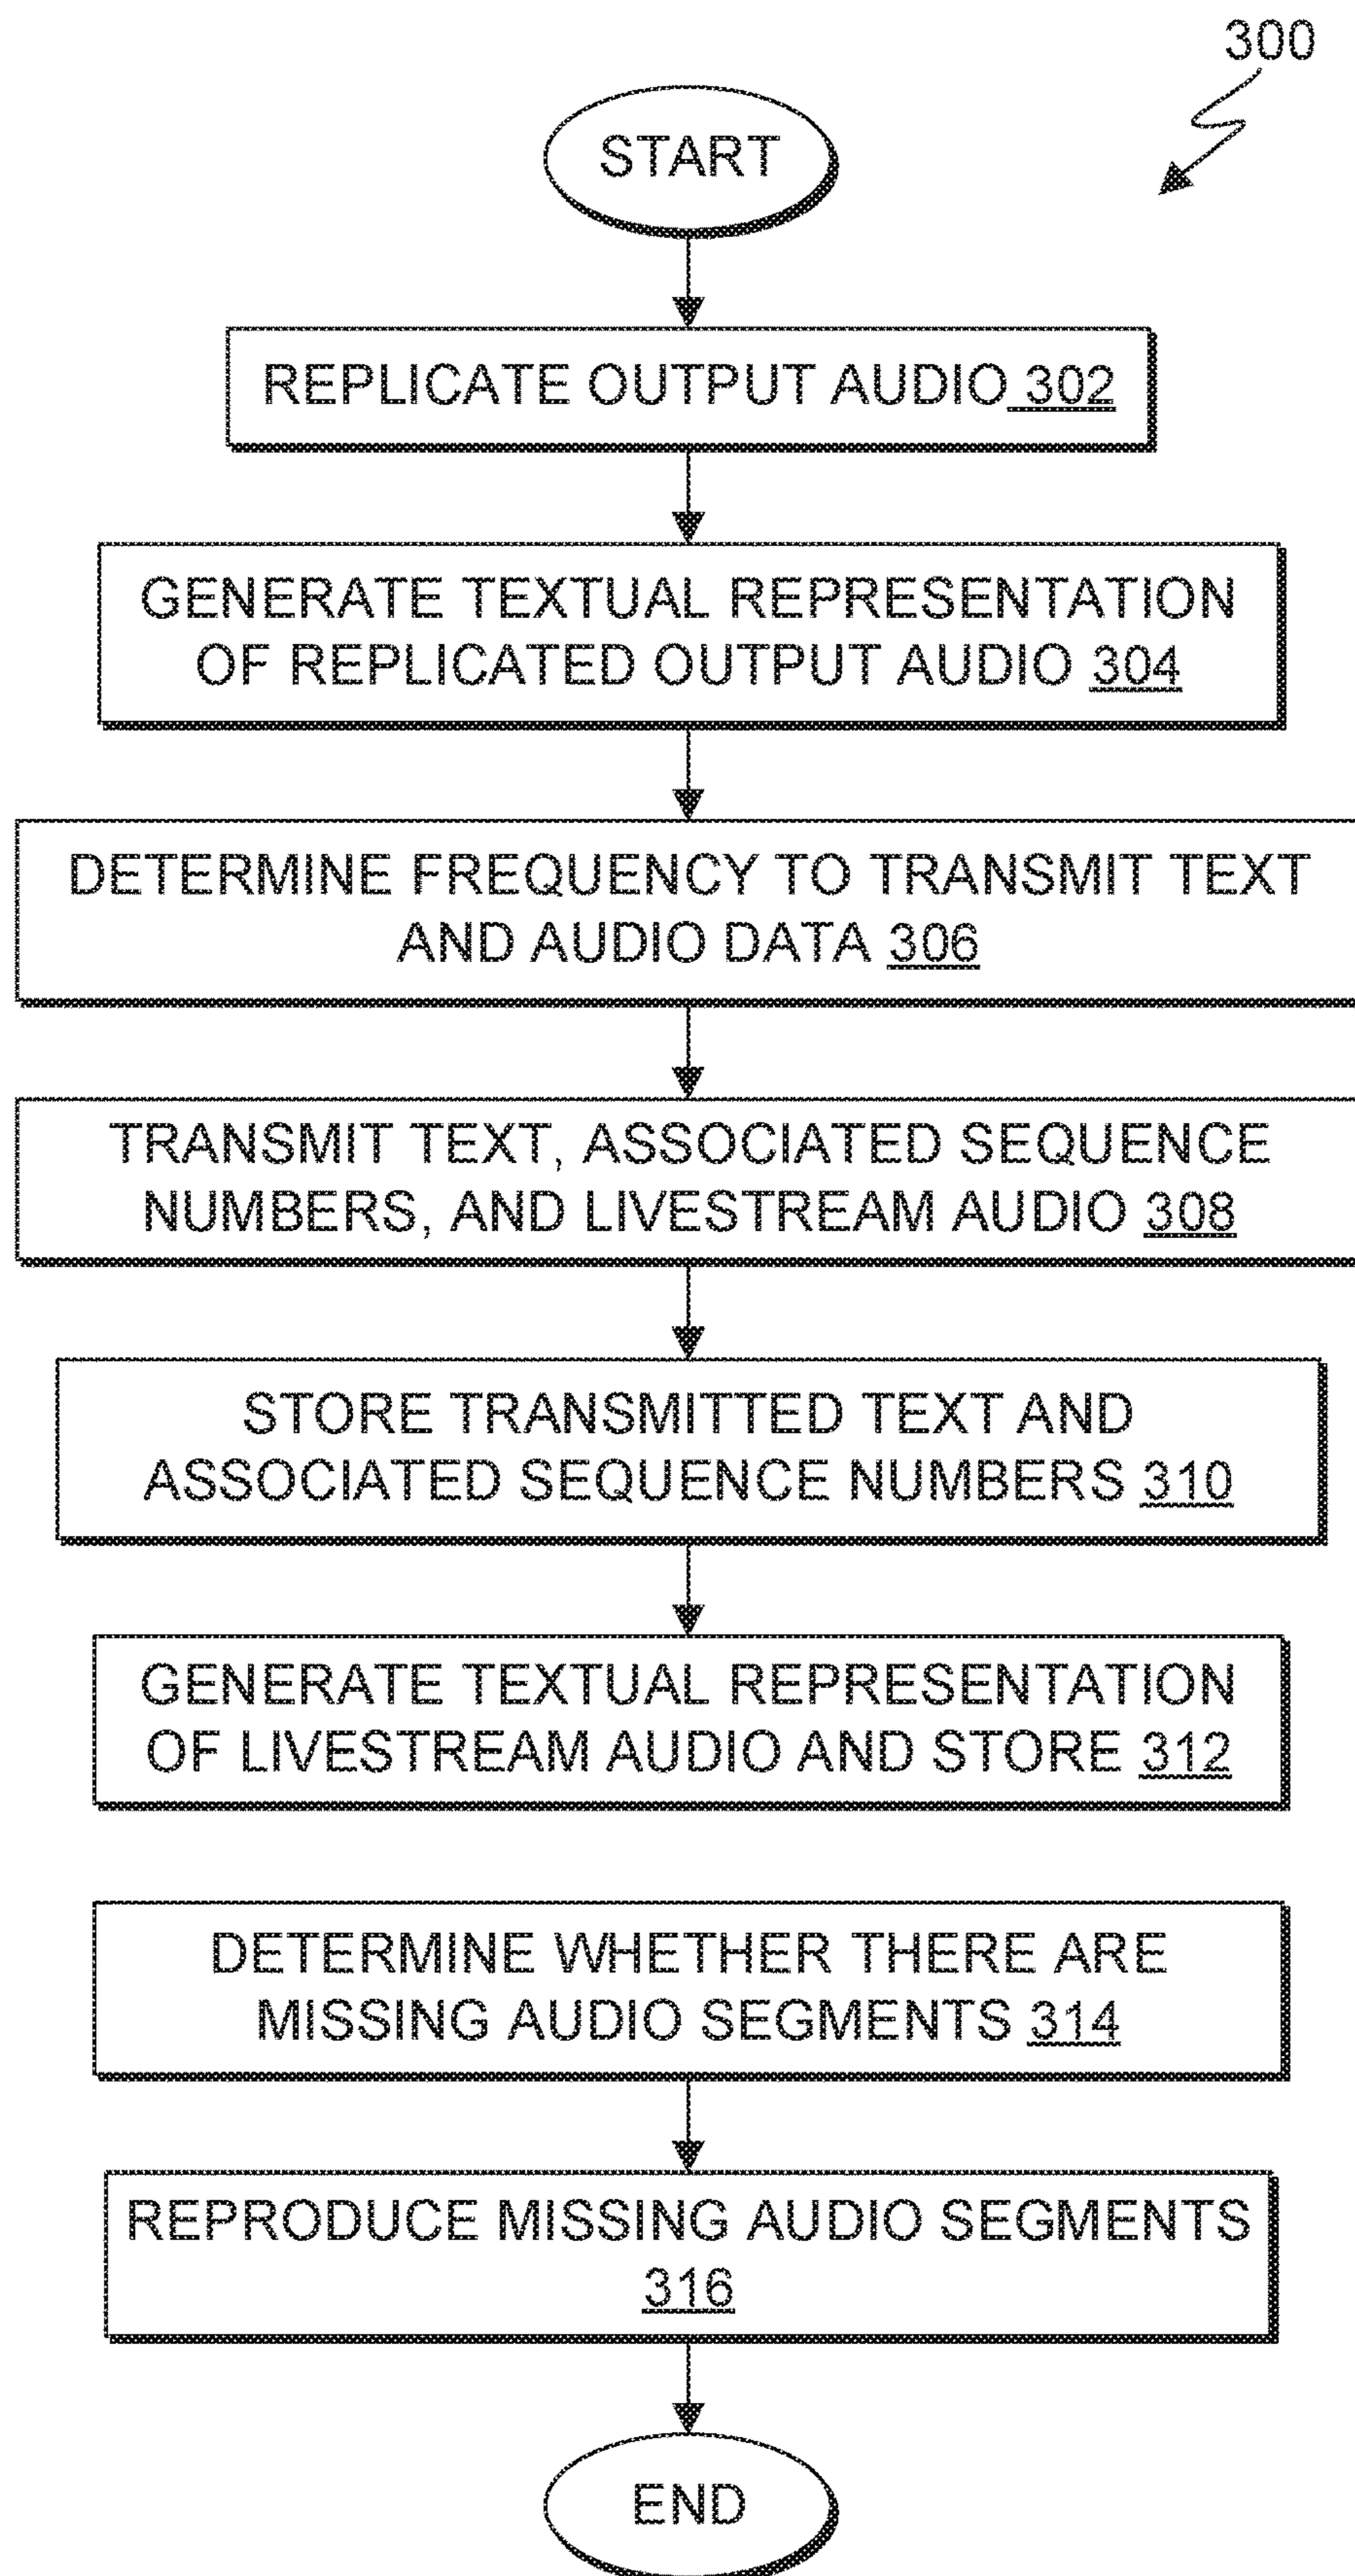 300
START
REPLICATE OUTPUT AUDIO 302
GENERATE TEXTUAL REPRESENTATION
OF REPLICATED OUTPUT AUDIO 304
DETERMINE FREQUENCY TO TRANSMIT TEXT
AND AUDIO DATA 306
TRANSMIT TEXT, ASSOCIATED SEQUENCE
NUMBERS, AND LIVESTREAM AUDIO 308
STORE TRANSMITTED TEXT AND
ASSOCIATED SEQUENCE NUMBERS 310
GENERATE TEXTUAL REPRESENTATION
OF LIVESTREAM AUDIO AND STORE 312
DETERMINE WHETHER THERE ARE
MISSING AUDIO SEGMENTS 314
REPRODUCE MISSING AUDIO SEGMENTS
316
END